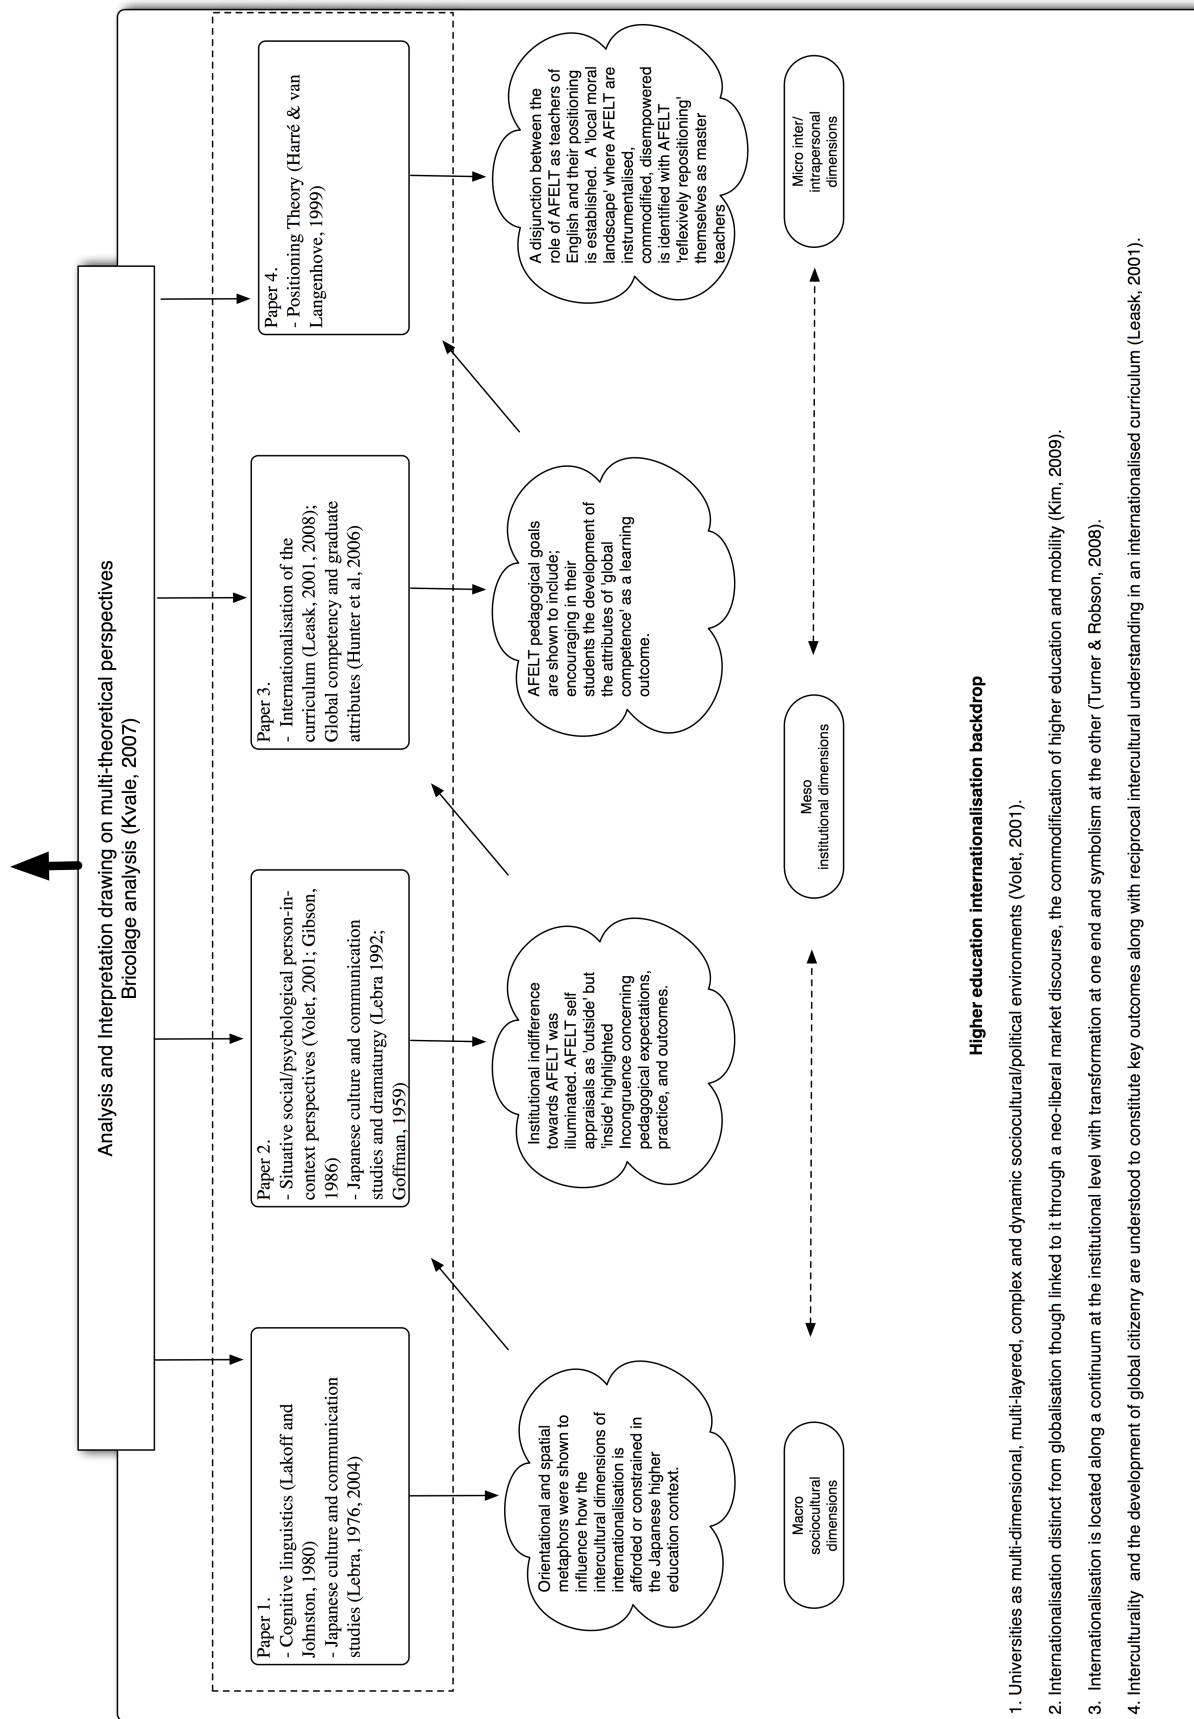 Analysis and Interpretation drawing on multi-theoretical perspectives
Bricolage analysis (Kvale, 2007)
Paper 1.
- Cognitive linguistics (Lakoff and
Johnston, 1980)
- Japanese culture and communication
studies (Lebra, 1976, 2004)
Paper 2.
- Situative social/psychological person-in-
context perspectives (Volet, 2001; Gibson,
1986)
- Japanese culture and communication
studies and dramaturgy (Lebra 1992;
Goffman, 1959)
Paper 3.
- Internationalisation of the
curriculum (Leask, 2001, 2008);
Global competency and graduate
attributes (Hunter et al, 2006)
Paper 4.
- Positioning Theory (Harré & van
Langenhove, 1999)
Orientational and spatial
metaphors were shown to
influence how the
intercultural dimensions of
internationalisation is
afforded or constrained in
the Japanese higher
education context.
Institutional indifference
towards AFELT was
illuminated. AFELT self
appraisals as 'outside' but
'inside' highlighted
Incongruence concerning
pedagogical expectations,
practice, and outcomes.
AFELT pedagogical goals
are shown to include;
encouraging in their
students the development of
the attributes of 'global
competence' as a learning
outcome.
A disjunction between the
role of AFELT as teachers of
English and their positioning
is established. A 'local moral
landscape' where AFELT are
instrumentalised,
commodified, disempowered
is identified with AFELT
'reflexively repositioning'
themselves as master
teachers
Macro
sociocultural
dimensions
Meso
institutional dimensions
Micro inter/
intrapersonal
dimensions
Higher education internationalisation backdrop
1. Universities as multi-dimensional, multi-layered, complex and dynamic sociocultural/political environments (Volet, 2001).
2. Internationalisation distinct from globalisation though linked to it through a neo-liberal market discourse, the commodification of higher education and mobility (Kim, 2009).
3. Internationalisation is located along a continuum at the institutional level with transformation at one end and symbolism at the other (Turner & Robson, 2008).
4. Interculturality and the development of global citizenry are understood to constitute key outcomes along with reciprocal intercultural understanding in an internationalised curriculum (Leask, 2001).